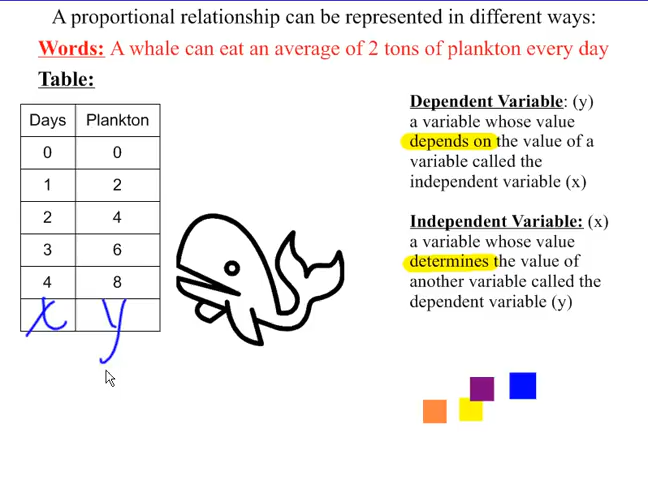 A proportional relationship can be represented in different ways:
Words: A whale can eat an average of 2 tons of plankton every day
Table:
Days Plankton
0 0
1 2
2 4
3 6
4 8
x y
Dependent Variable: (y)
a variable whose value
depends on the value of a
variable called the
independent variable (x)
Independent Variable: (x)
a variable whose value
determines the value of
another variable called the
dependent variable (y)